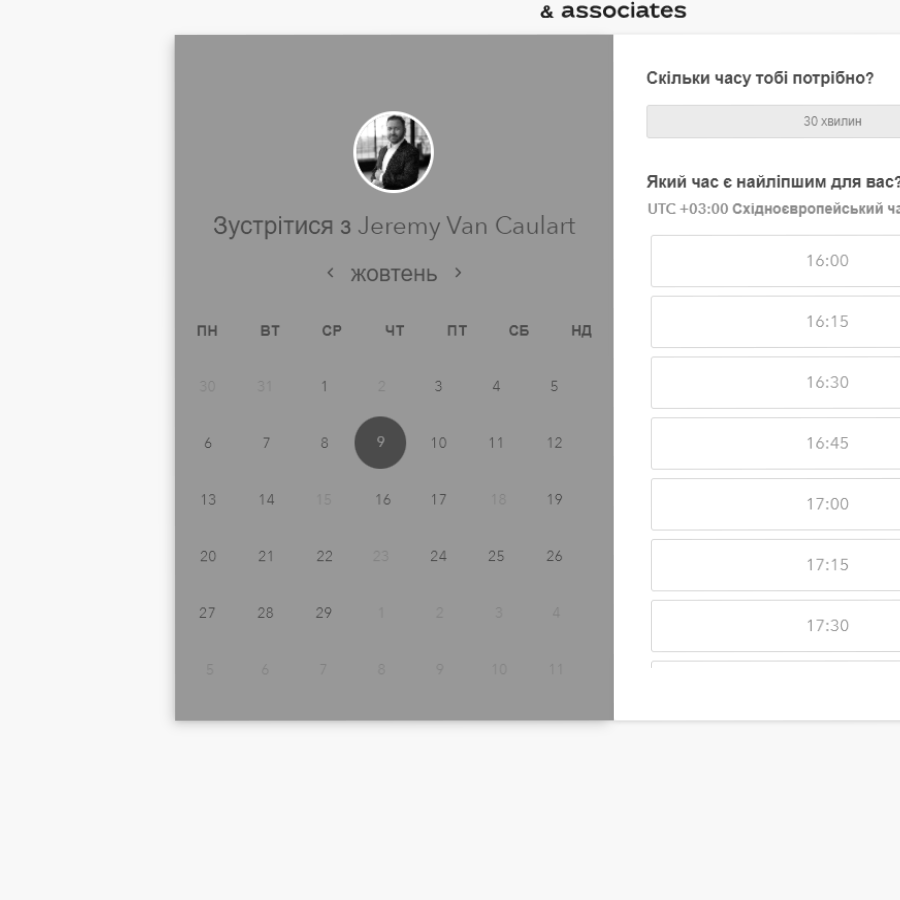 & associates
Зустрітися з Jeremy Van Caulart
жовтень
ПН ВТ СР ЧТ ПТ СБ НД
30 31 1 2 3 4 5
6 7 8 9 10 11 12
13 14 15 16 17 18 19
20 21 22 23 24 25 26
27 28 29 1 2 3 4
5 6 7 8 9 10 11
Скільки часу тобі потрібно?
30 хвилин
Який час є найліпшим для вас?
UTC +03:00 Східноєвропейський ча
16:00
16:15
16:30
16:45
17:00
17:15
17:30